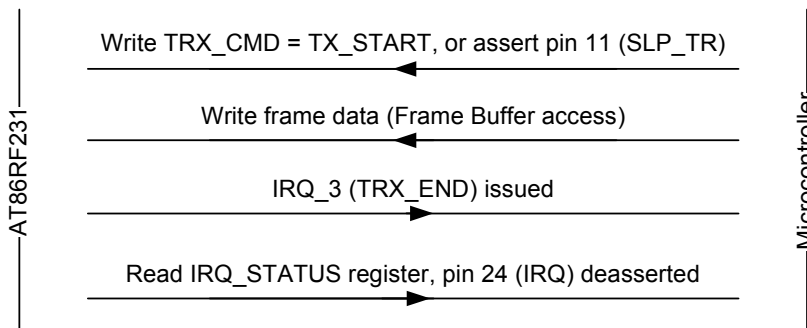 Write TRX_CMD = TX_START, or assert pin 11 (SLP_TR)
Write frame data (Frame Buffer access)
IRQ_3 (TRX_END) issued
Read IRQ_STATUS register, pin 24 (IRQ) deasserted
AT86RF231
Microcontroller